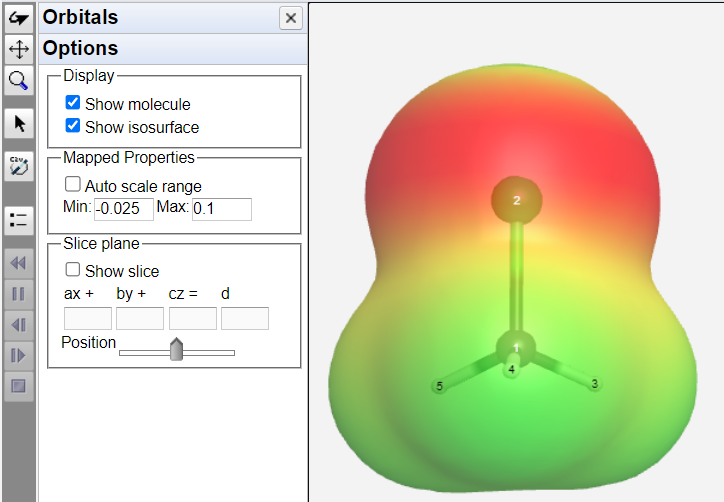 Orbitals
Options
Display
Show molecule
Show isosurface
Mapped Properties
Auto scale range
Min: -0.025 Max: 0.1
Slice plane
Show slice
ax + by + cz = d
Position
2
1
4
5
3